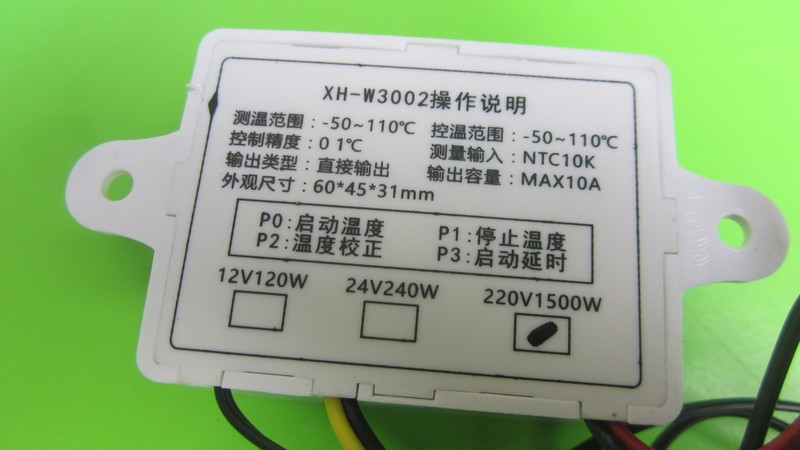 XH-W3002操作说明
测温范围：-50~110℃ 控温范围：-50~110℃
控制精度：0 1℃ 测量输入：NTC10K
输出类型：直接输出 输出容量：MAX10A
外观尺寸：60*45*31mm
P0:启动温度 P1:停止温度
P2:温度校正 P3:启动延时
12V120W 24V240W 220V1500W